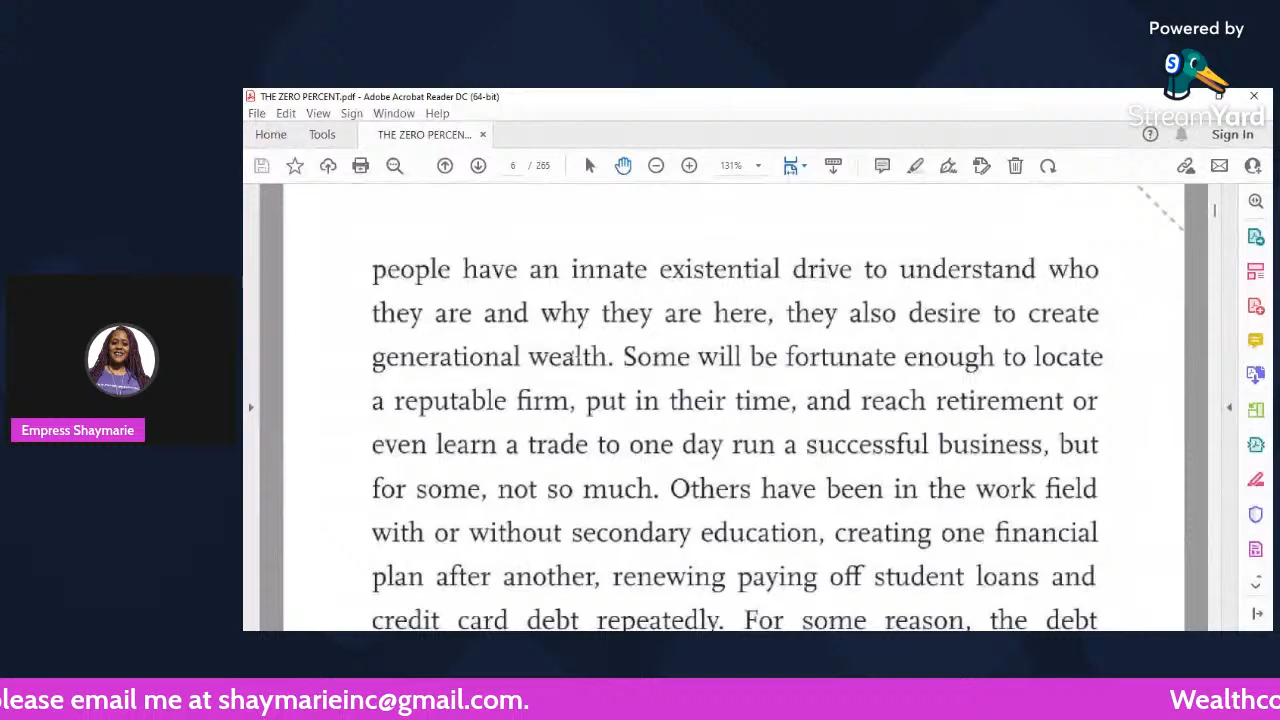 Powered by
StreamYard
THE ZERO PERCENT.pdf - Adobe Acrobat Reader DC (64-bit)
File Edit View Sign Window Help
Home Tools THE ZERO PERCEN... ×
Sign In
6 / 265 131%
people have an innate existential drive to understand who
they are and why they are here, they also desire to create
generational wealth. Some will be fortunate enough to locate
a reputable firm, put in their time, and reach retirement or
even learn a trade to one day run a successful business, but
for some, not so much. Others have been in the work field
with or without secondary education, creating one financial
plan after another, renewing paying off student loans and
credit card debt repeatedly. For some reason, the debt
Empress Shaymarie
please email me at shaymarieinc@gmail.com. Wealthco